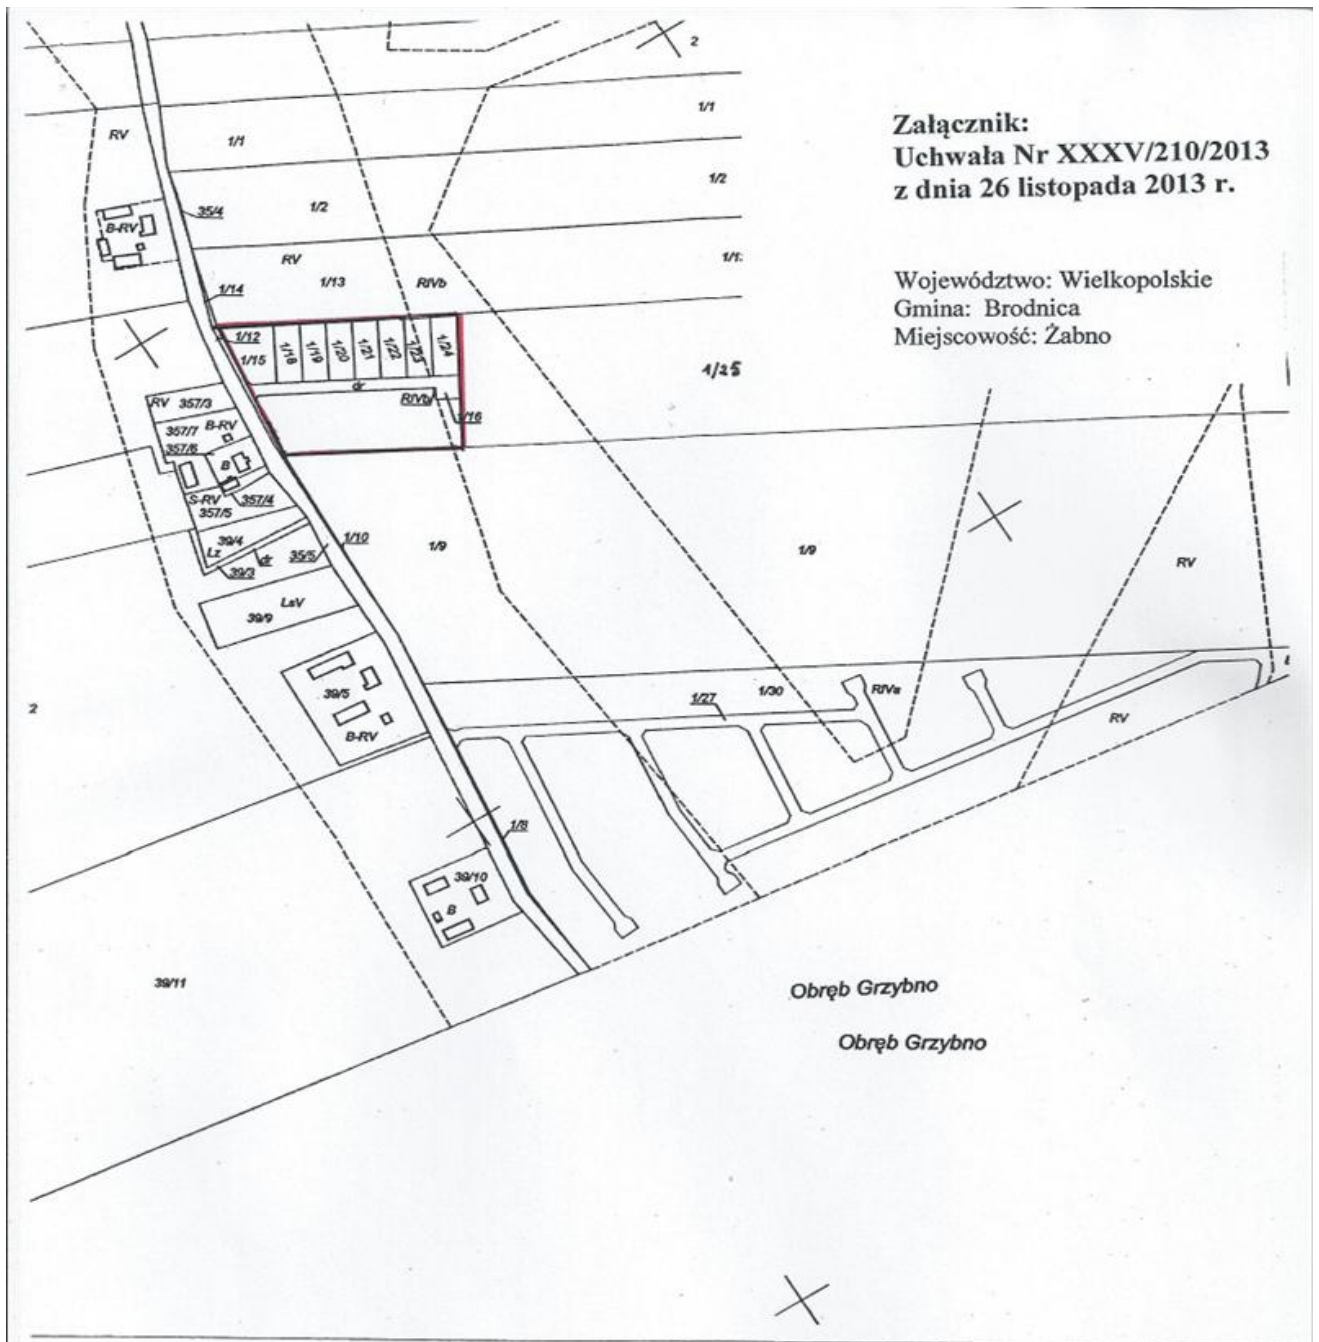 2
1/1
Załącznik:
Uchwała Nr XXXV/210/2013
z dnia 26 listopada 2013 r.
RV
1/1
1/2
35/4
1/2
B-RV
RV
1/13
RIVb
Województwo: Wielkopolskie
Gmina: Brodnica
Miejscowość: Żabno
1/14
1/12
1/15
1/18
1/19
1/20
1/21
1/22
1/23
1/24
1/25
dr
RIVb
1/16
RV 357/3
357/7 B-RV
357/6
B
S-RV 357/4
357/5
39/4
Lz
39/3
dr
35/5
1/10
1/9
1/9
RV
LsV
39/9
39/5
B-RV
2
1/27
1/30
RIVa
RV
1/8
39/10
B
39/11
Obręb Grzybno
Obręb Grzybno